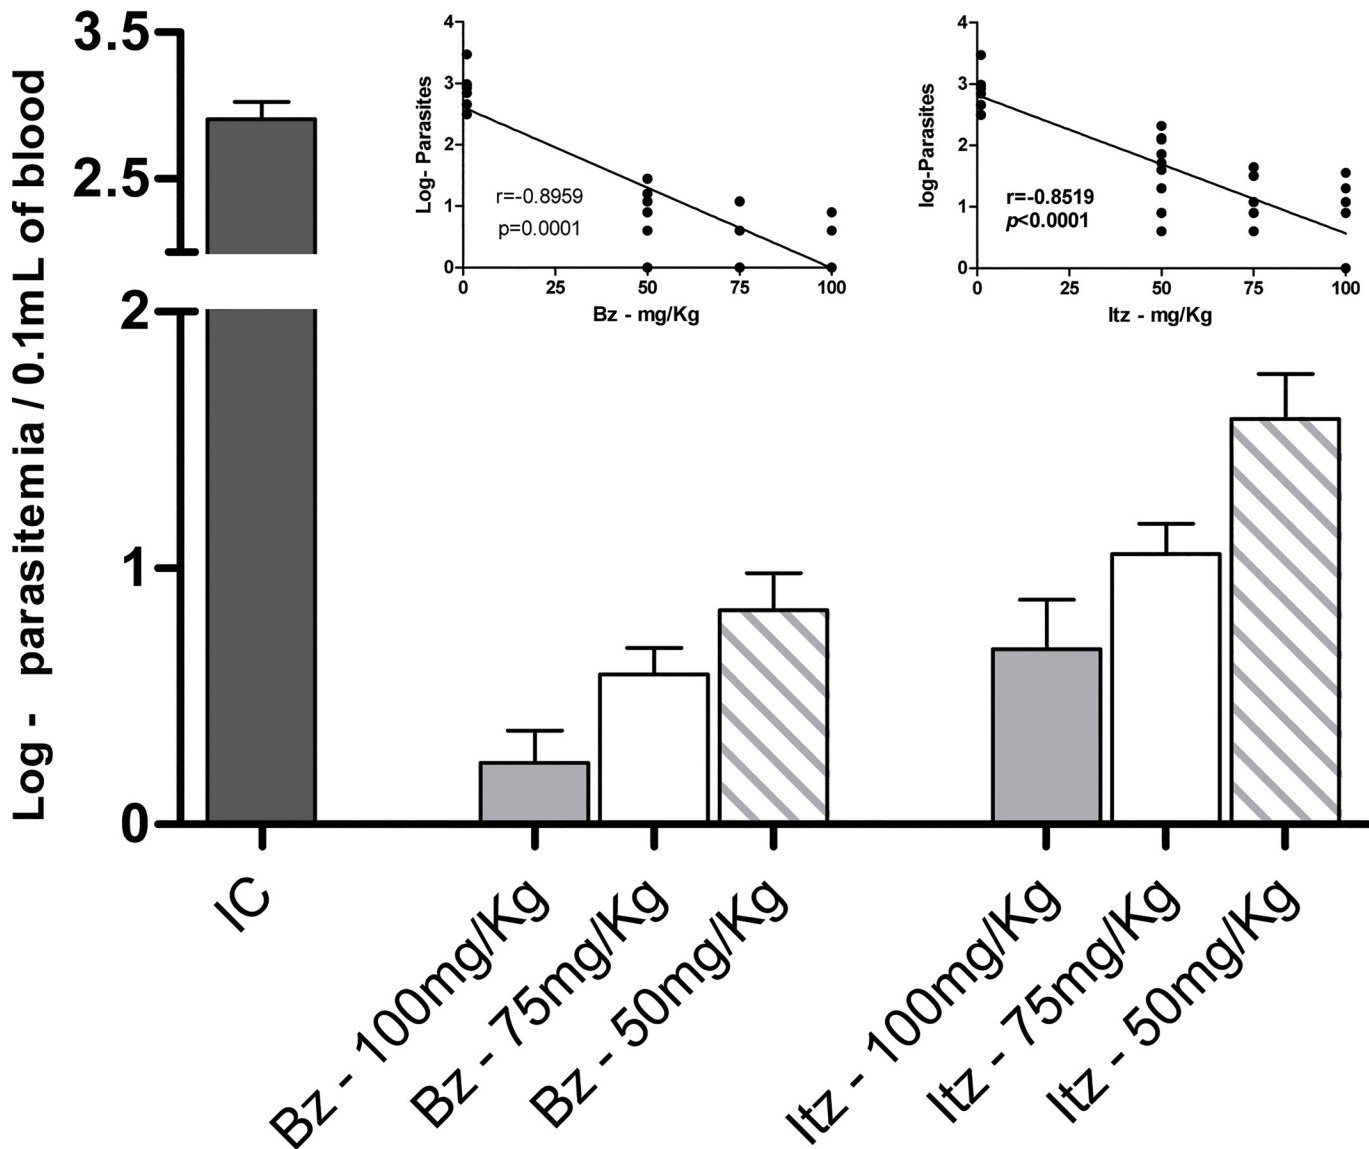 Log - parasitemia / 0.1mL of blood
3.5
2.5
2
1
0
IC
Bz - 100mg/Kg
Bz - 75mg/Kg
Bz - 50mg/Kg
Itz - 100mg/Kg
Itz - 75mg/Kg
Itz - 50mg/Kg
Log- Parasites
4
3
2
1
0
r=-0.8959
p=0.0001
0 25 50 75 100
Bz - mg/Kg
log-Parasites
4
3
2
1
0
r=-0.8519
p<0.0001
0 25 50 75 100
Itz - mg/Kg